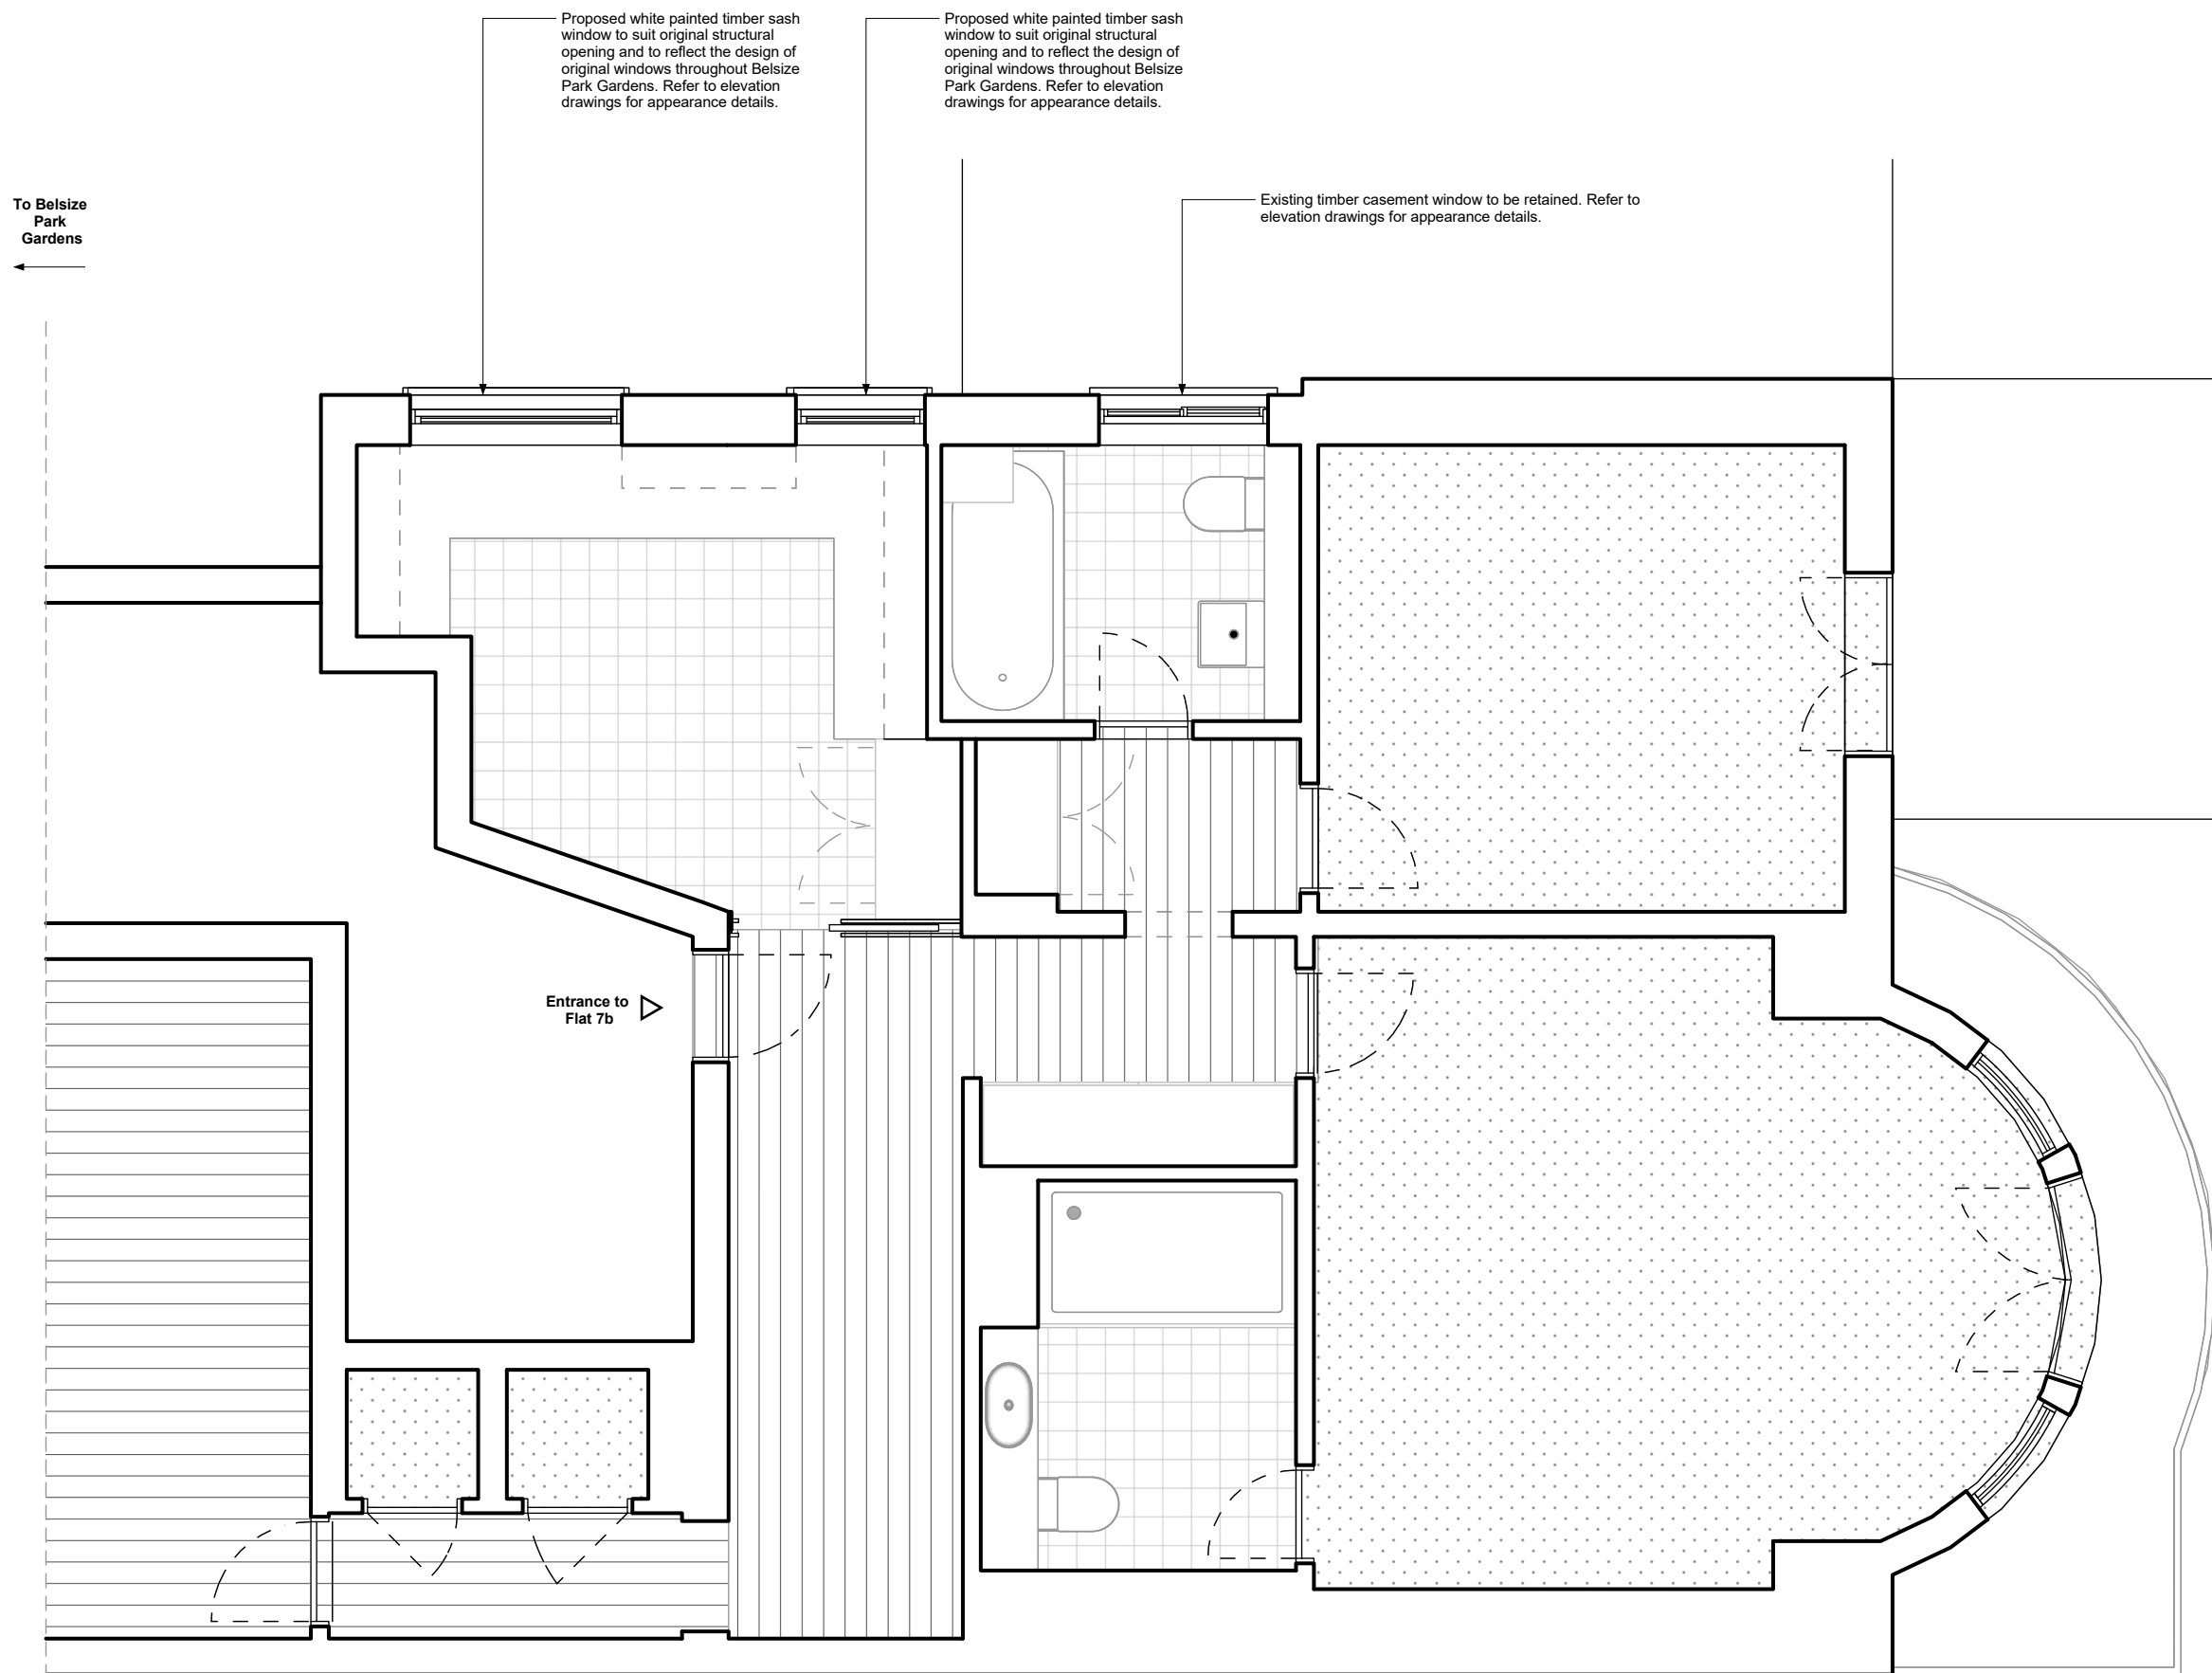 Proposed white painted timber sash
window to suit original structural
opening and to reflect the design of
original windows throughout Belsize
Park Gardens. Refer to elevation
drawings for appearance details.
Proposed white painted timber sash
window to suit original structural
opening and to reflect the design of
original windows throughout Belsize
Park Gardens. Refer to elevation
drawings for appearance details.
To Belsize
Park
Gardens
Existing timber casement window to be retained. Refer to
elevation drawings for appearance details.
Entrance to
Flat 7b